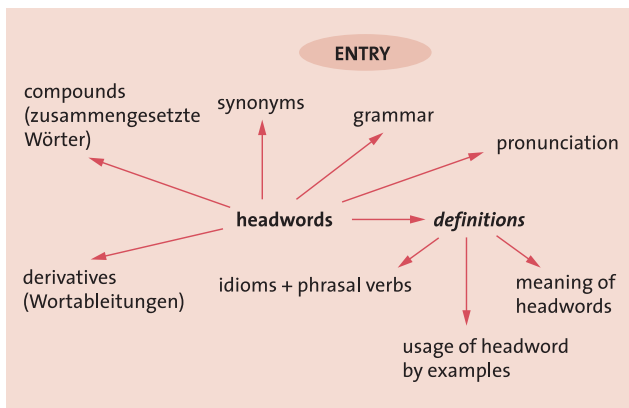 ENTRY
compounds
(zusammengesetzte
Wörter)
synonyms
grammar
pronunciation
headwords
definitions
derivatives
(Wortableitungen)
idioms + phrasal verbs
meaning of
headwords
usage of headword
by examples